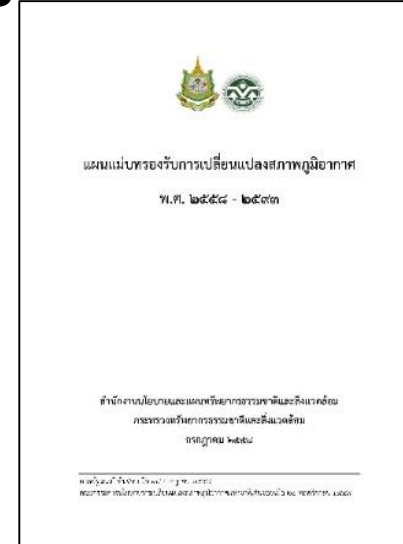 แผนแม่บทรองรับการเปลี่ยนแปลงสภาพภูมิอากาศ
พ.ศ. ๒๕๕๘ - ๒๕๙๓
สำนักงานนโยบายและแผนทรัพยากรธรรมชาติและสิ่งแวดล้อม
กระทรวงทรัพยากรธรรมชาติและสิ่งแวดล้อม
กรกฎาคม ๒๕๕๘